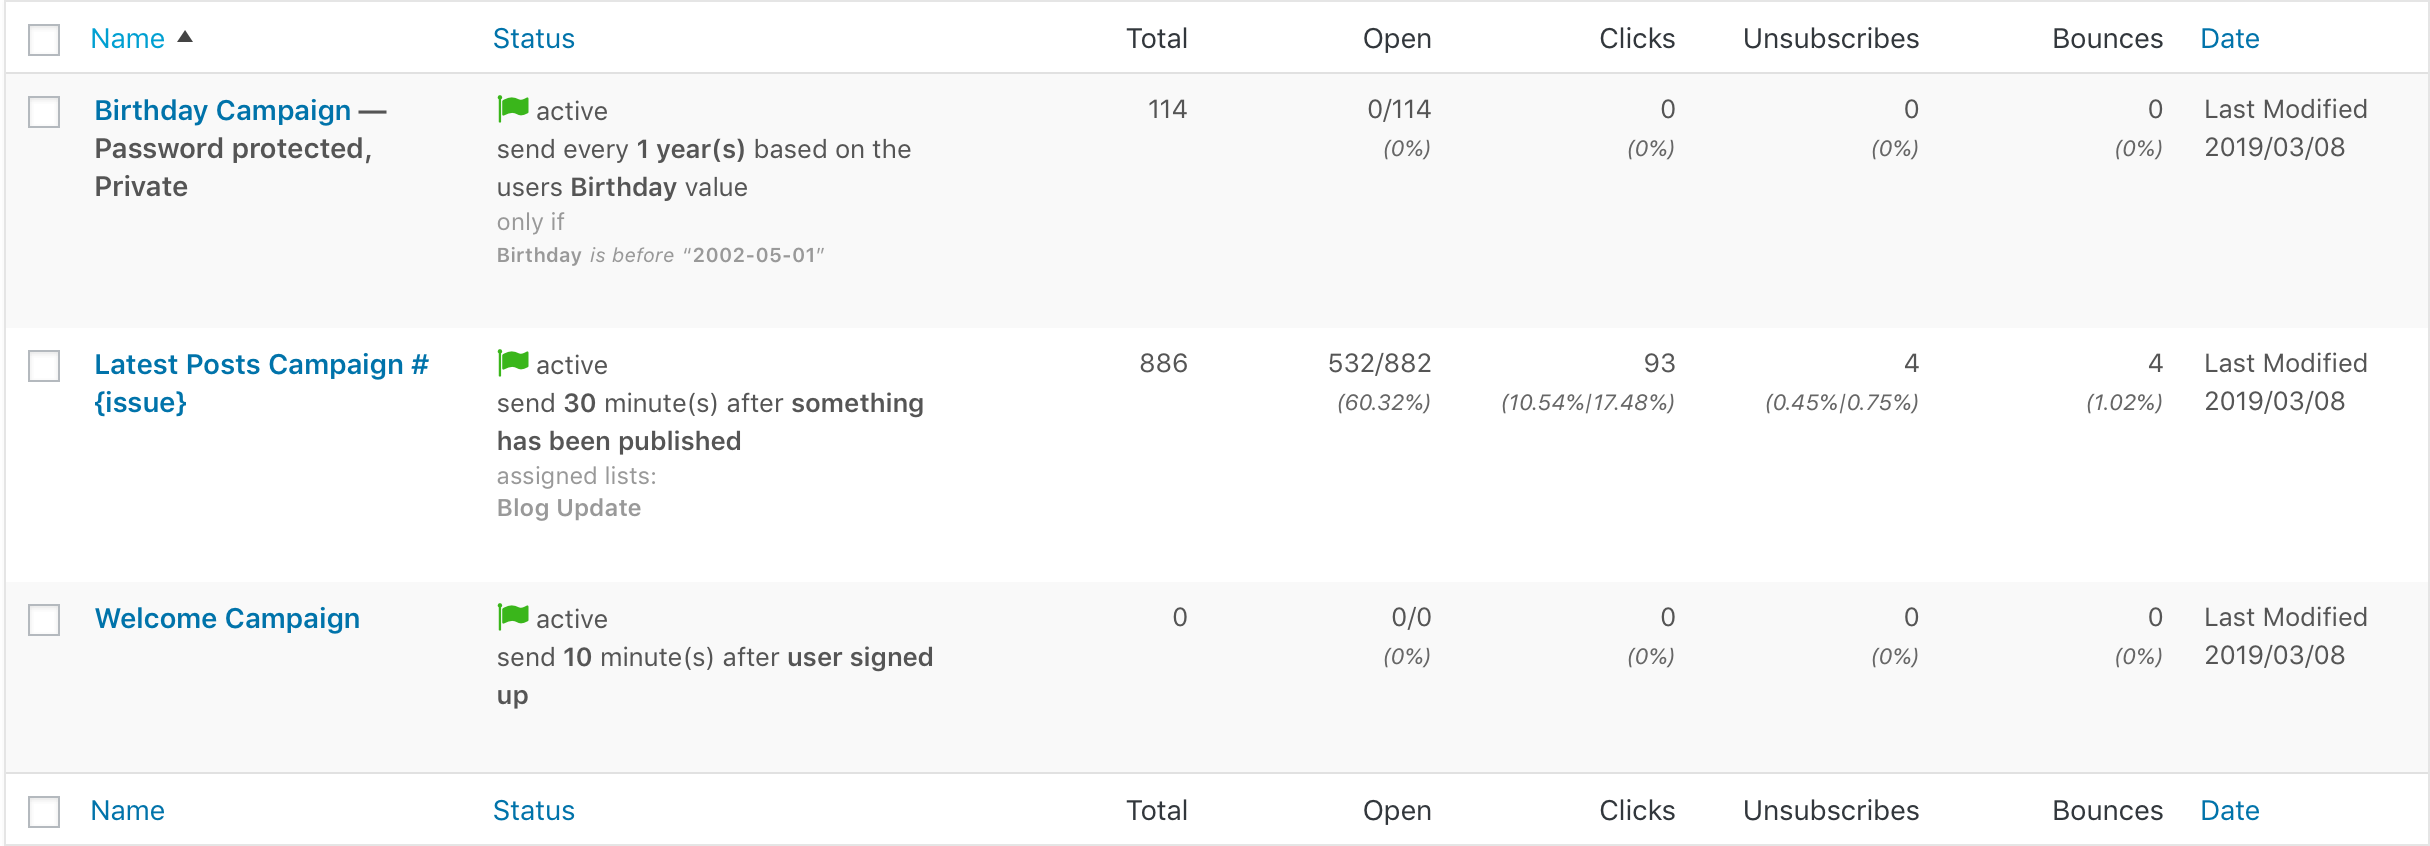 Name Status Total Open Clicks Unsubscribes Bounces Date
Birthday Campaign — active 114 0/114 0 0 0 Last Modified
Password protected, send every 1 year(s) based on the (0%) (0%) (0%) (0%) 2019/03/08
Private users Birthday value
only if
Birthday is before “2002-05-01”
Latest Posts Campaign # active 886 532/882 93 4 4 Last Modified
{issue} send 30 minute(s) after something (60.32%) (10.54%|17.48%) (0.45%|0.75%) (1.02%) 2019/03/08
has been published
assigned lists:
Blog Update
Welcome Campaign active 0 0/0 0 0 0 Last Modified
send 10 minute(s) after user signed (0%) (0%) (0%) (0%) 2019/03/08
up
Name Status Total Open Clicks Unsubscribes Bounces Date